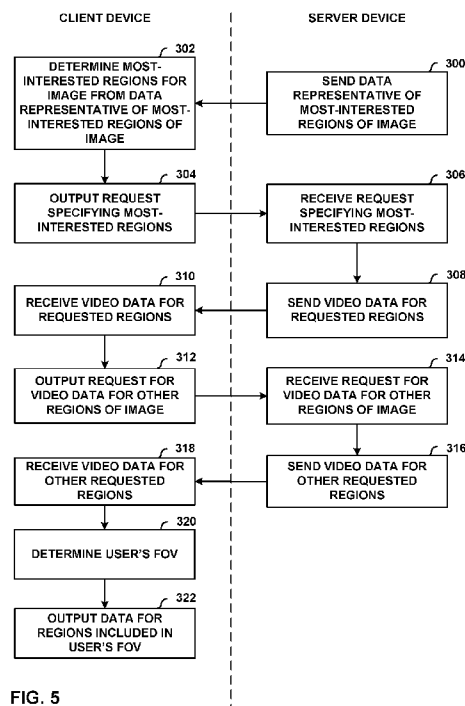 CLIENT DEVICE
SERVER DEVICE
302
DETERMINE MOST-
INTERESTED REGIONS FOR
IMAGE FROM DATA
REPRESENTATIVE OF MOST-
INTERESTED REGIONS OF
IMAGE
300
SEND DATA
REPRESENTATIVE OF
MOST-INTERESTED
REGIONS OF IMAGE
304
OUTPUT REQUEST
SPECIFYING MOST-
INTERESTED REGIONS
306
RECEIVE REQUEST
SPECIFYING MOST-
INTERESTED REGIONS
310
RECEIVE VIDEO DATA FOR
REQUESTED REGIONS
308
SEND VIDEO DATA FOR
REQUESTED REGIONS
312
OUTPUT REQUEST FOR
VIDEO DATA FOR OTHER
REGIONS OF IMAGE
314
RECEIVE REQUEST FOR
VIDEO DATA FOR OTHER
REGIONS OF IMAGE
318
RECEIVE VIDEO DATA FOR
OTHER REQUESTED
REGIONS
316
SEND VIDEO DATA FOR
OTHER REQUESTED
REGIONS
320
DETERMINE USER'S FOV
322
OUTPUT DATA FOR
REGIONS INCLUDED IN
USER'S FOV
FIG. 5